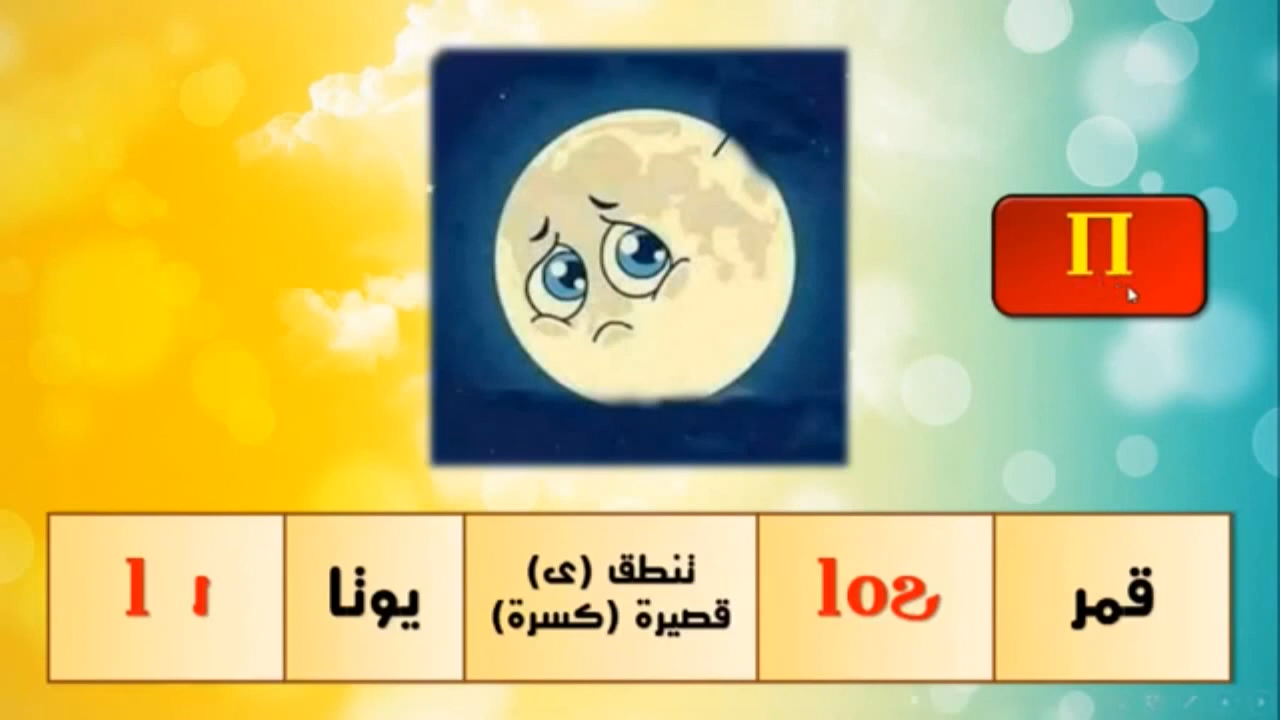 Ⲡ
قمر
Ⲓⲟϩ
تنطق (ى)
قصيرة (كسرة)
يوتا
Ⲓ ⲓ